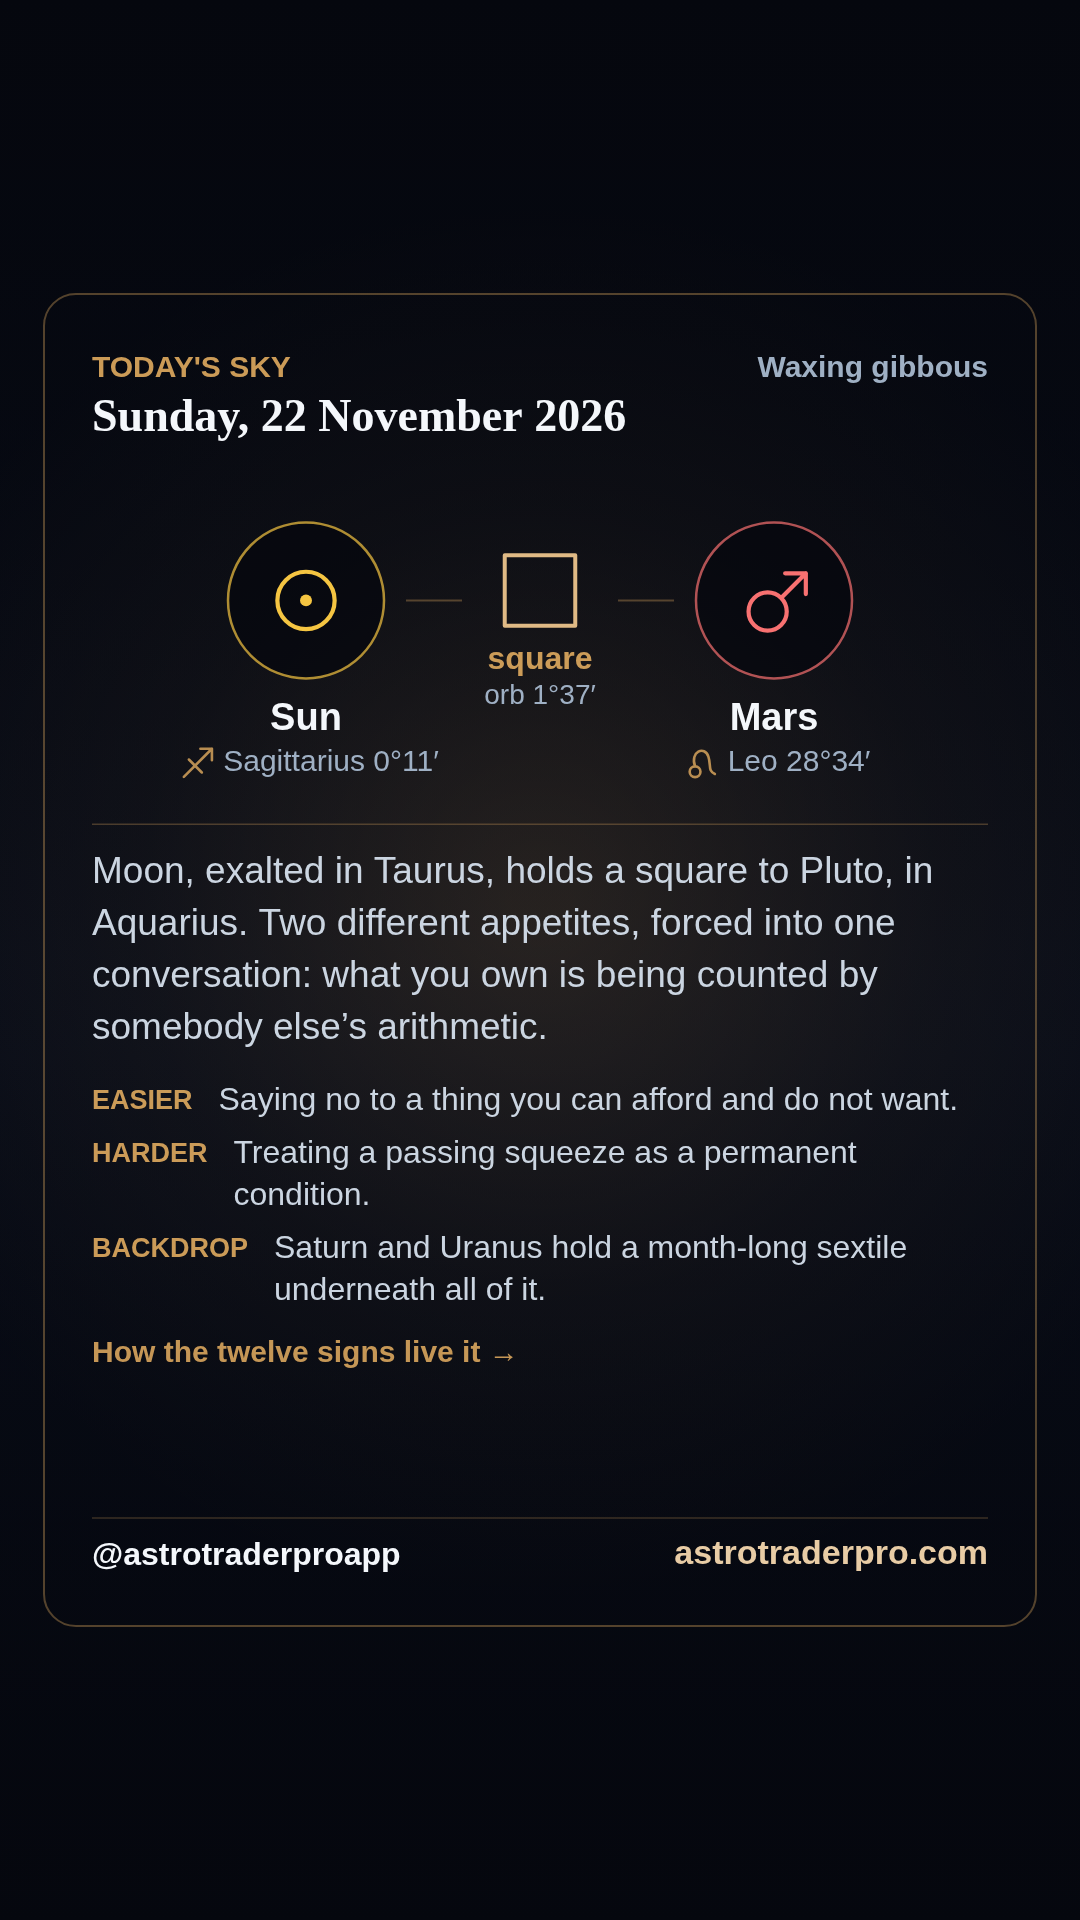 TODAY'S SKY
Waxing gibbous
Sunday, 22 November 2026
square
orb 1°37′
Sun
Mars
♐ Sagittarius 0°11′
♌ Leo 28°34′
Moon, exalted in Taurus, holds a square to Pluto, in
Aquarius. Two different appetites, forced into one
conversation: what you own is being counted by
somebody else’s arithmetic.
EASIER Saying no to a thing you can afford and do not want.
HARDER Treating a passing squeeze as a permanent
condition.
BACKDROP Saturn and Uranus hold a month-long sextile
underneath all of it.
How the twelve signs live it →
@astrotraderproapp
astrotraderpro.com